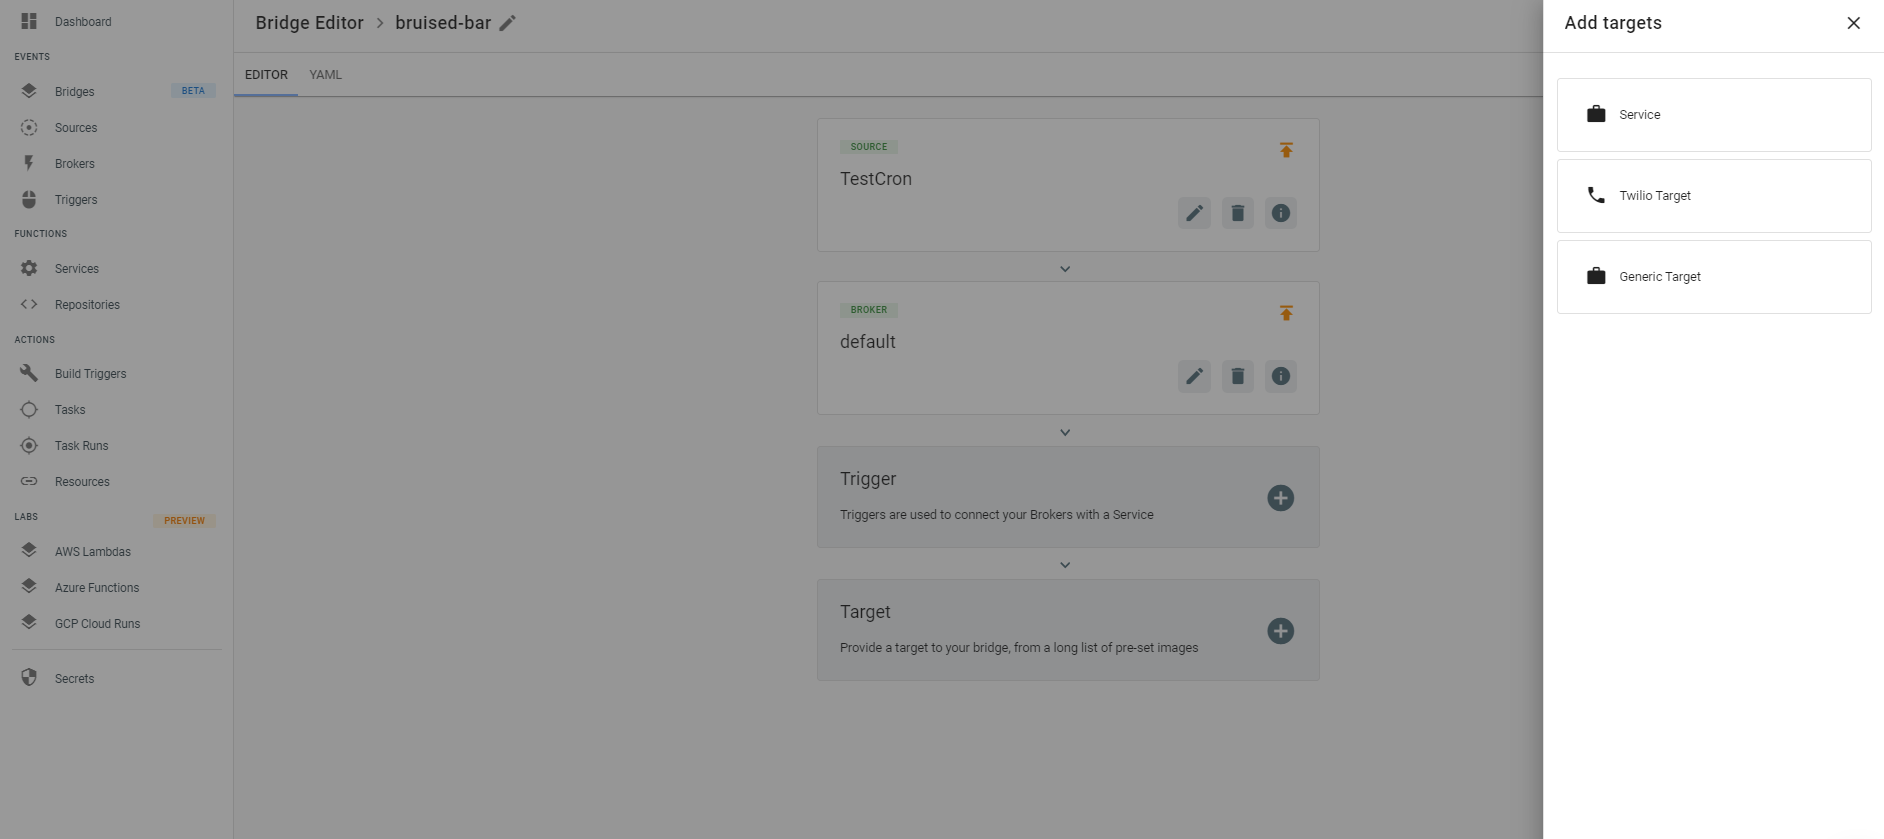 Dashboard
EVENTS
Bridges BETA
Sources
Brokers
Triggers
FUNCTIONS
Services
Repositories
ACTIONS
Build Triggers
Tasks
Task Runs
Resources
LABS PREVIEW
AWS Lambdas
Azure Functions
GCP Cloud Runs
Secrets
Bridge Editor > bruised-bar
EDITOR YAML
SOURCE
TestCron
BROKER
default
Trigger
Triggers are used to connect your Brokers with a Service
Target
Provide a target to your bridge, from a long list of pre-set images
Add targets
Service
Twilio Target
Generic Target